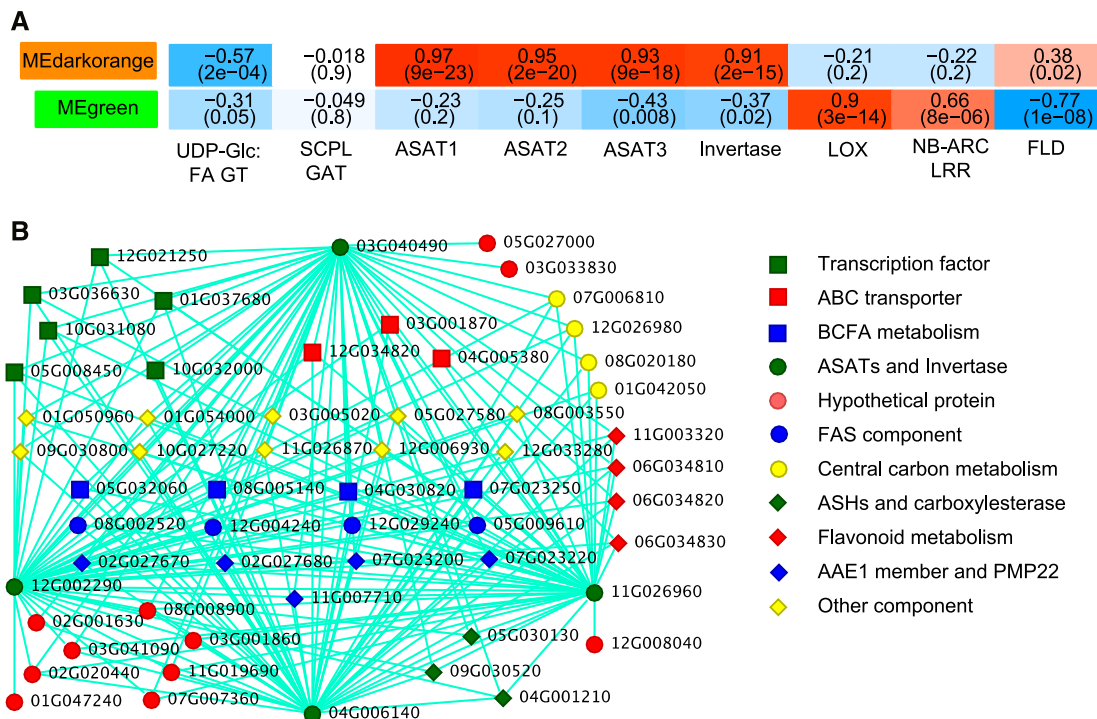 A
MEdarkorange
−0.57 −0.018 0.97 0.95 0.93 0.91 −0.21 −0.22 0.38
(2e−04) (0.9) (9e−23) (2e−20) (9e−18) (2e−15) (0.2) (0.2) (0.02)
MEgreen
−0.31 −0.049 −0.23 −0.25 −0.43 −0.37 0.9 0.66 −0.77
(0.05) (0.8) (0.2) (0.1) (0.008) (0.02) (3e−14) (8e−06) (1e−08)
UDP-Glc: SCPL ASAT1 ASAT2 ASAT3 Invertase LOX NB-ARC FLD
FA GT GAT LRR
B
03G040490
05G027000
12G021250
03G033830
03G036630
01G037680
07G006810
10G031080
03G001870
12G026980
12G034820
04G005380
08G020180
05G008450
10G032000
01G042050
01G050960
01G054000
03G005020
05G027580
08G003550
11G003320
09G030800
10G027220
11G026870
12G006930
12G033280
06G034810
05G032060
08G005140
04G030820
07G023250
06G034820
08G002520
12G004240
12G029240
05G009610
06G034830
02G027670
02G027680
07G023200
07G023220
12G002290
11G007710
11G026960
08G008900
02G001630
03G001860
05G030130
12G008040
03G041090
02G020440
11G019690
09G030520
01G047240
07G007360
04G001210
04G006140
Transcription factor
ABC transporter
BCFA metabolism
ASATs and Invertase
Hypothetical protein
FAS component
Central carbon metabolism
ASHs and carboxylesterase
Flavonoid metabolism
AAE1 member and PMP22
Other component